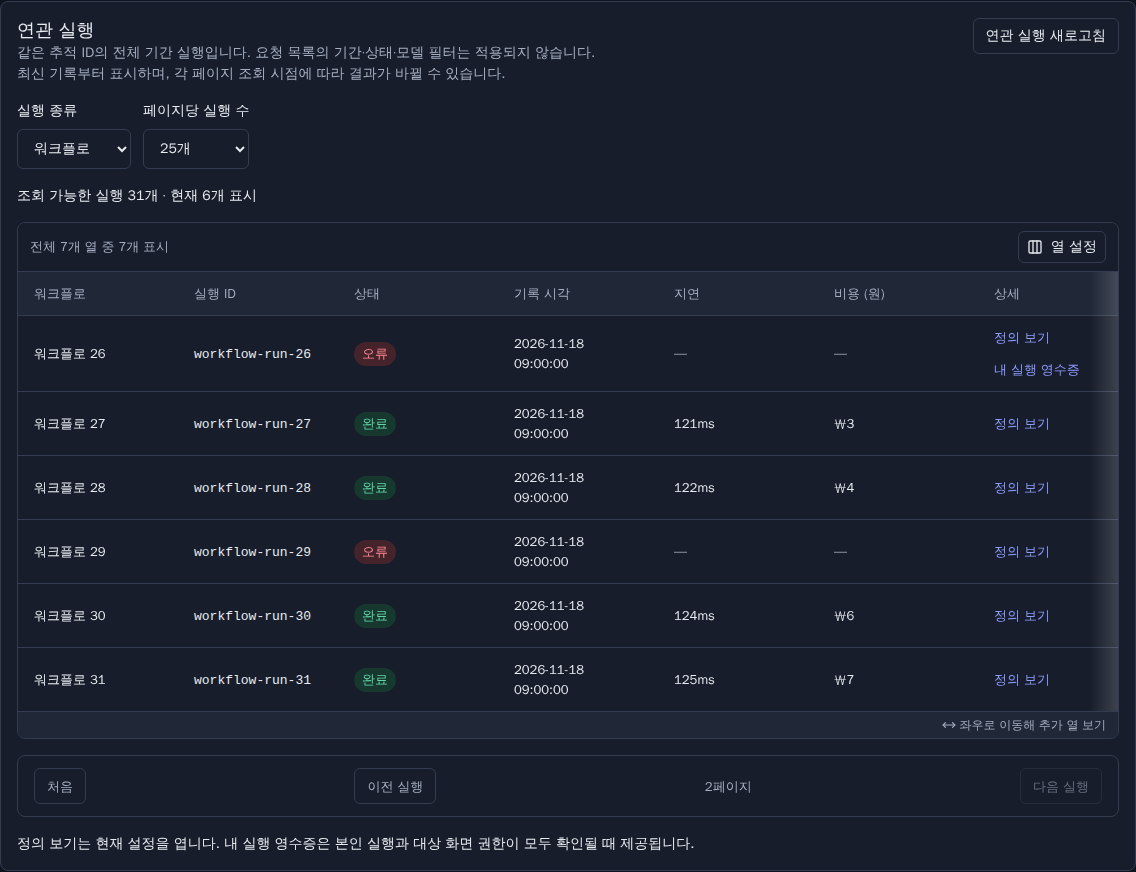 연관 실행
같은 추적 ID의 전체 기간 실행입니다. 요청 목록의 기간·상태·모델 필터는 적용되지 않습니다.
최신 기록부터 표시하며, 각 페이지 조회 시점에 따라 결과가 바뀔 수 있습니다.
연관 실행 새로고침
실행 종류 페이지당 실행 수
워크플로 25개
조회 가능한 실행 31개 · 현재 6개 표시
전체 7개 열 중 7개 표시 열 설정
워크플로 실행 ID 상태 기록 시각 지연 비용 (원) 상세
워크플로 26 workflow-run-26 오류 2026-11-18 09:00:00 — — 정의 보기
내 실행 영수증
워크플로 27 workflow-run-27 완료 2026-11-18 09:00:00 121ms ₩3 정의 보기
워크플로 28 workflow-run-28 완료 2026-11-18 09:00:00 122ms ₩4 정의 보기
워크플로 29 workflow-run-29 오류 2026-11-18 09:00:00 — — 정의 보기
워크플로 30 workflow-run-30 완료 2026-11-18 09:00:00 124ms ₩6 정의 보기
워크플로 31 workflow-run-31 완료 2026-11-18 09:00:00 125ms ₩7 정의 보기
↔ 좌우로 이동해 추가 열 보기
처음 이전 실행 2페이지 다음 실행
정의 보기는 현재 설정을 엽니다. 내 실행 영수증은 본인 실행과 대상 화면 권한이 모두 확인될 때 제공됩니다.